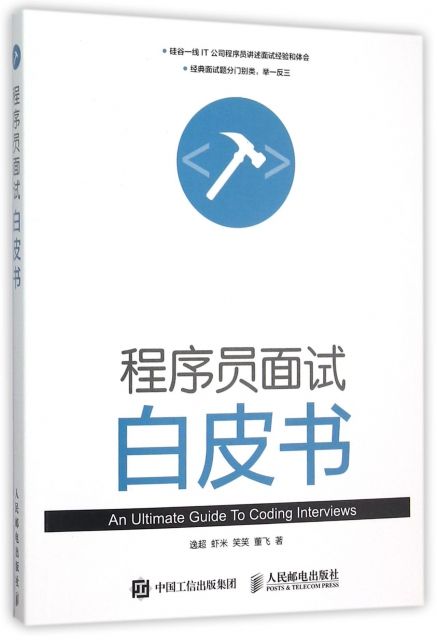 程序员面试 白皮书
人民邮电出版社
• 硅谷一线 IT 公司程序员讲述面试经验和体会
• 经典面试题分门别类，举一反三
< >
程序员面试
白皮书
An Ultimate Guide To Coding Interviews
逸超 虾米 笑笑 董飞 著
中国工信出版集团
人民邮电出版社
POSTS & TELECOM PRESS